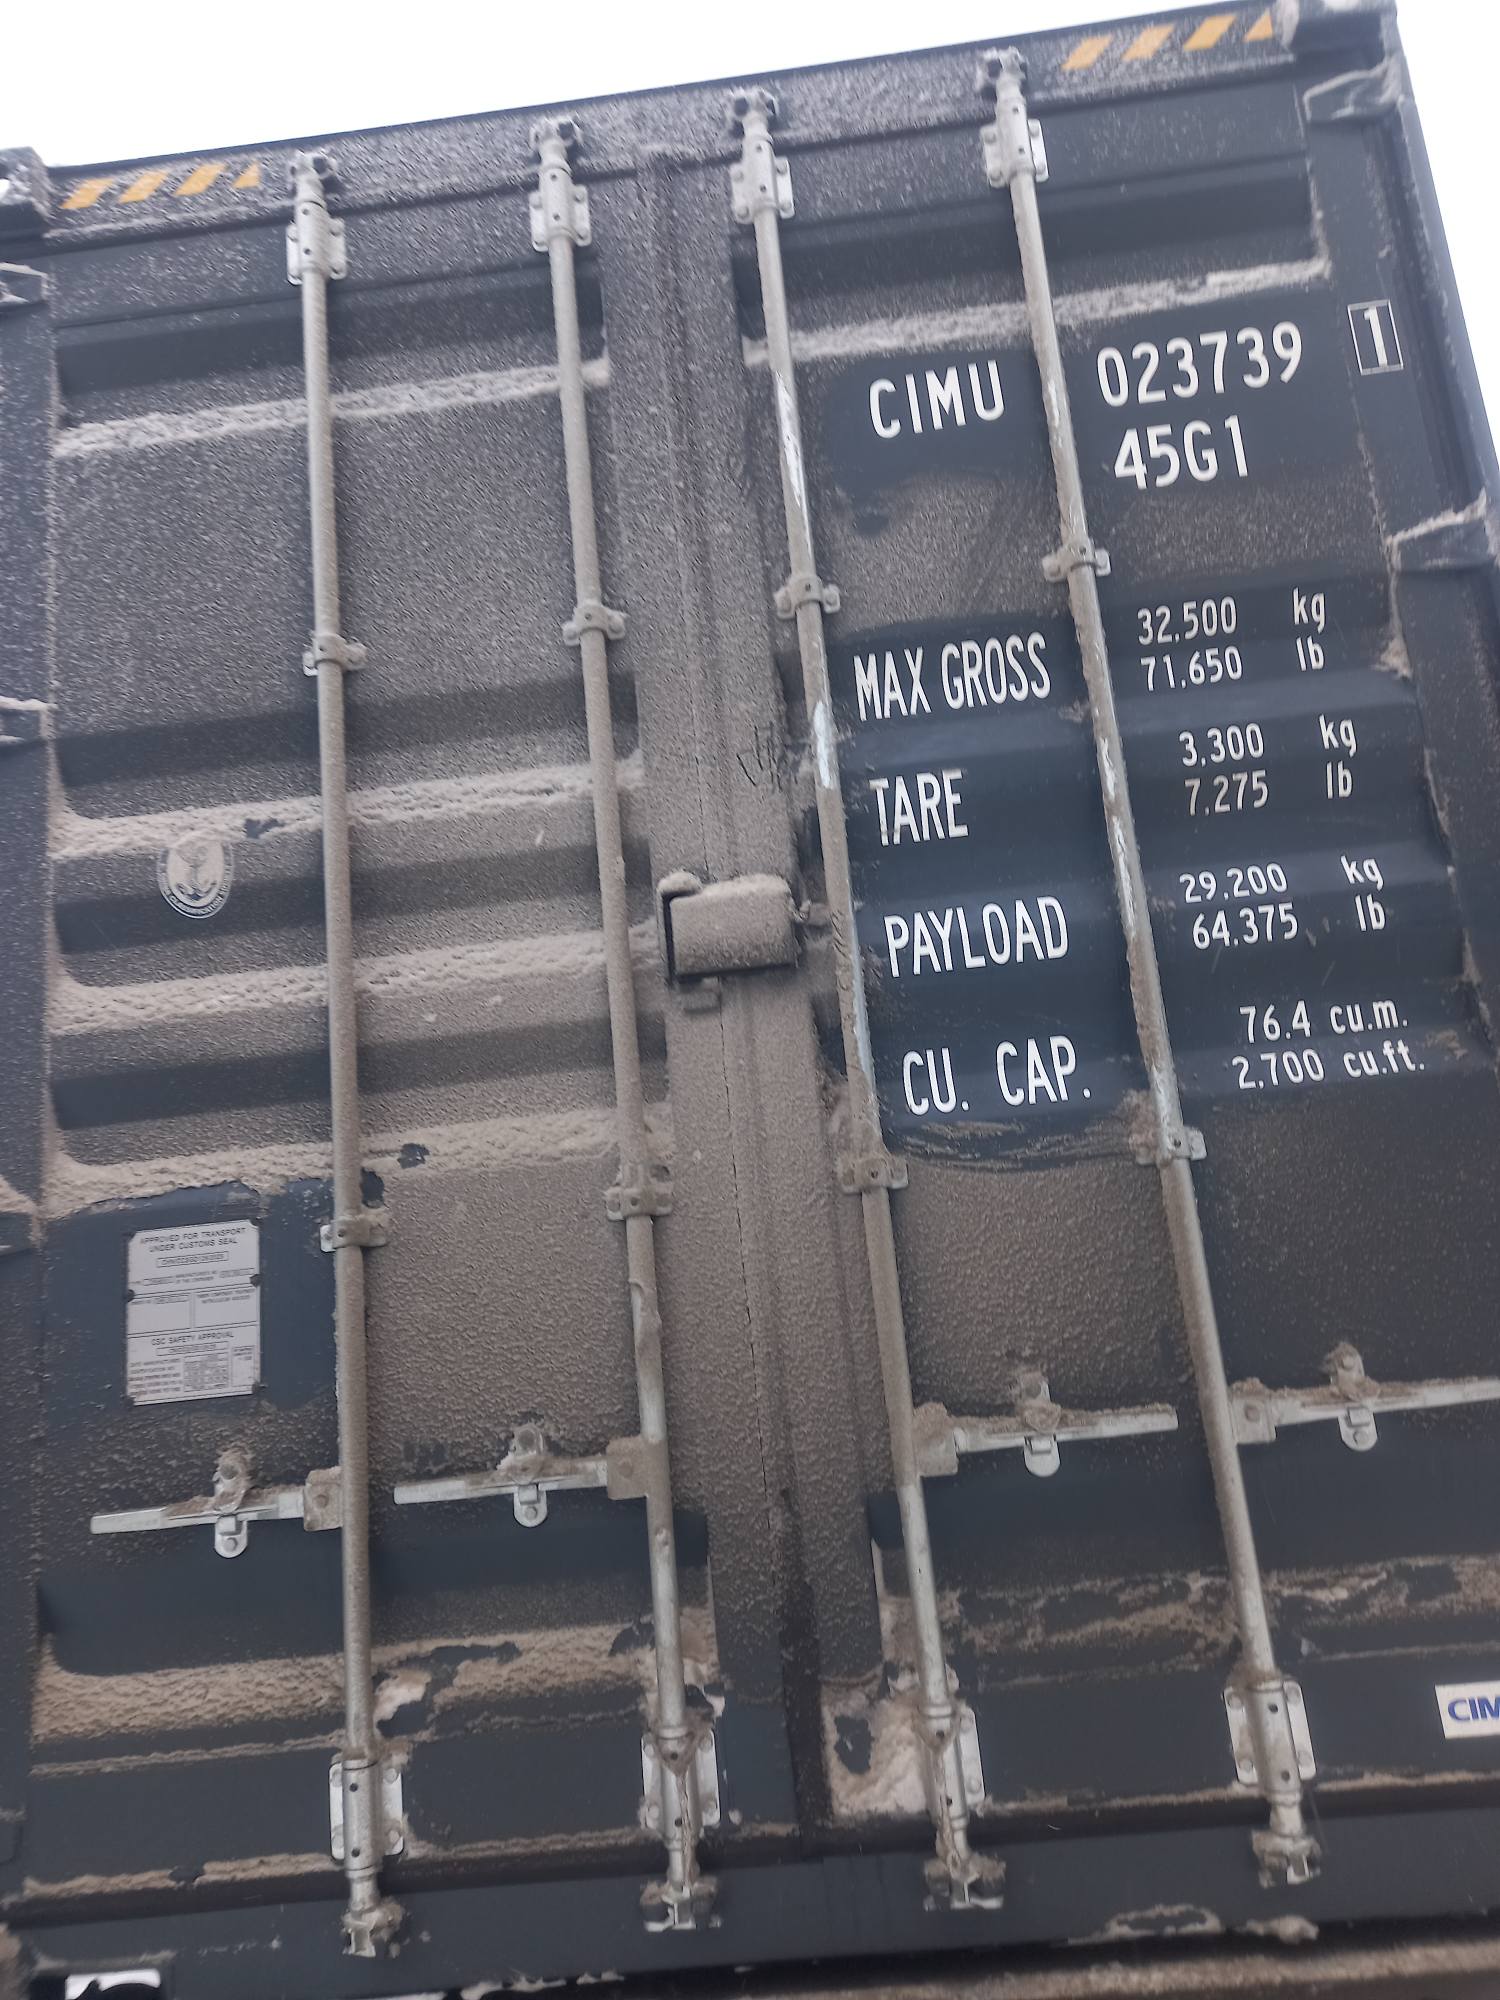 CIMU 023739 1
45G1
MAX GROSS 32.500 kg
71.650 lb
TARE 3.300 kg
7.275 lb
PAYLOAD 29.200 kg
64.375 lb
CU. CAP. 76.4 cu.m.
2.700 cu.ft.
APPROVED FOR TRANSPORT
UNDER CUSTOMS SEAL
CSC SAFETY APPROVAL